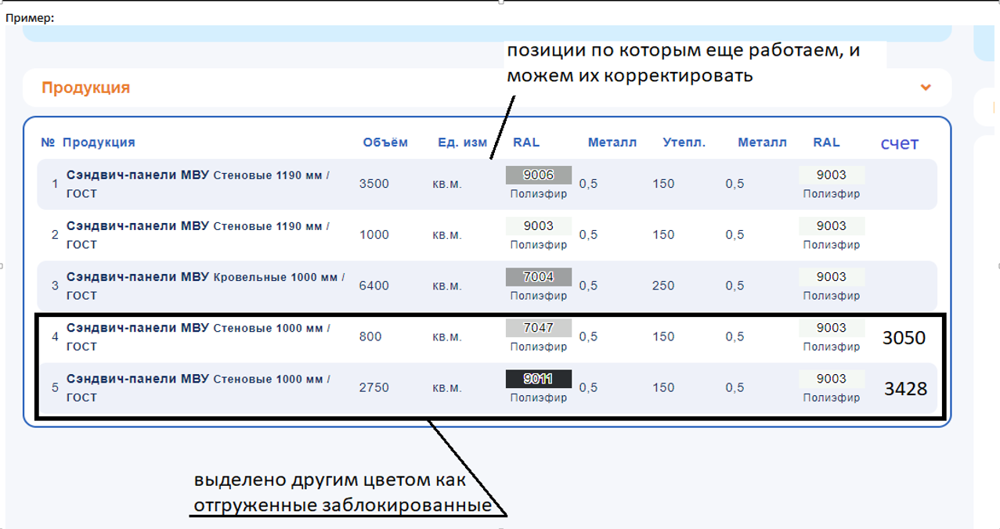 Пример:
позиции по которым еще работаем, и
можем их корректировать
Продукция
№ Продукция Объём Ед. изм RAL Металл Утепл. Металл RAL счет
Сэндвич-панели МВУ Стеновые 1190 мм / 9006 9003
1 3500 кв.м. 0,5 150 0,5
ГОСТ Полиэфир Полиэфир
Сэндвич-панели МВУ Стеновые 1190 мм / 9003 9003
2 1000 кв.м. 0,5 150 0,5
ГОСТ Полиэфир Полиэфир
Сэндвич-панели МВУ Кровельные 1000 мм / 7004 9003
3 6400 кв.м. 0,5 250 0,5
ГОСТ Полиэфир Полиэфир
Сэндвич-панели МВУ Стеновые 1000 мм / 7047 9003
4 800 кв.м. 0,5 150 0,5 3050
ГОСТ Полиэфир Полиэфир
Сэндвич-панели МВУ Стеновые 1000 мм / 9011 9003
5 2750 кв.м. 0,5 150 0,5 3428
ГОСТ Полиэфир Полиэфир
выделено другим цветом как
отгруженные заблокированные